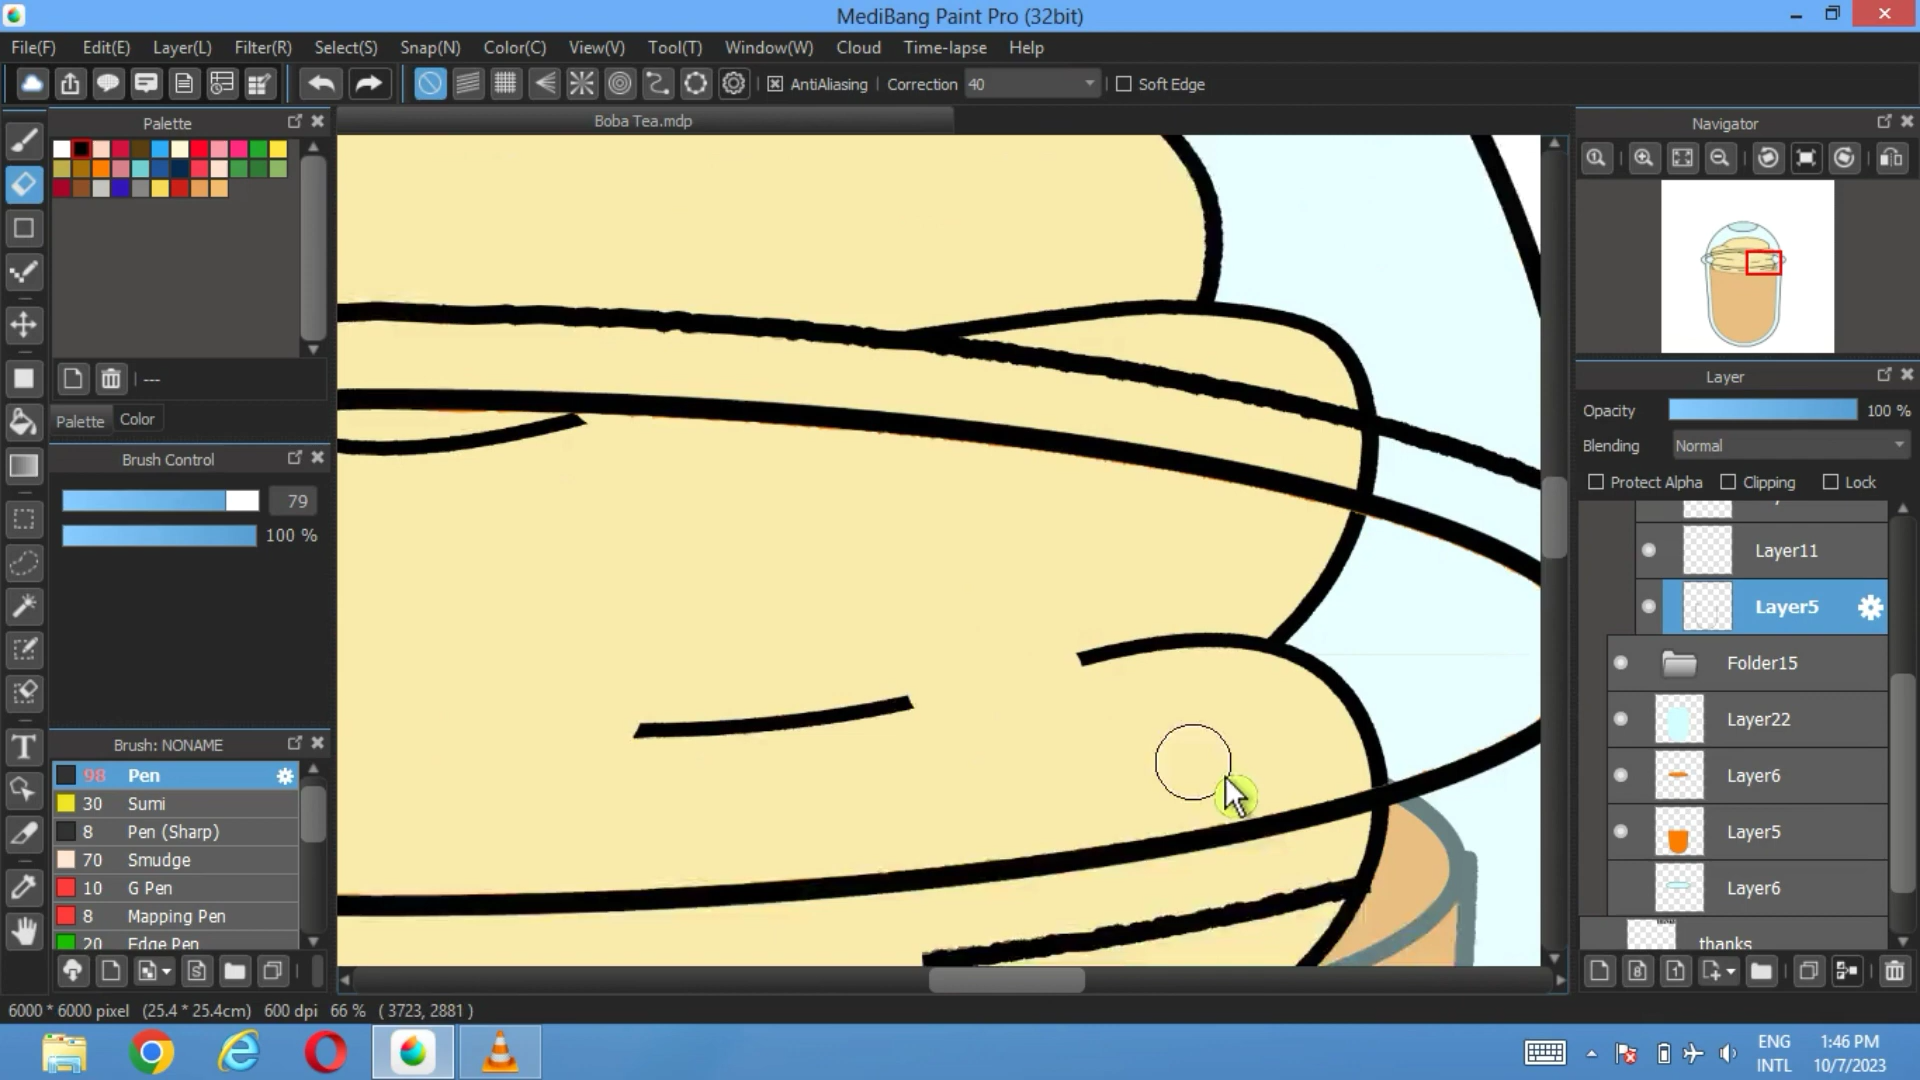 MediBang Paint Pro (32bit)
File(F) Edit(E) Layer(L) Filter(R) Select(S) Snap(N) Color(C) View(V) Tool(T) Window(W) Cloud Time-lapse Help
AntiAliasing Correction 40 Soft Edge
Palette
Boba Tea.mdp
Navigator
---
Palette Color
Layer
Opacity 100 %
Blending Normal
Protect Alpha Clipping Lock
Brush Control
79
100 %
Layer11
Layer5
Folder15
Layer22
Layer6
Layer5
Layer6
thanks
Brush: NONAME
98 Pen
30 Sumi
8 Pen (Sharp)
70 Smudge
10 G Pen
8 Mapping Pen
20 Edge Pen
T
6000 * 6000 pixel (25.4 * 25.4cm) 600 dpi 66 % ( 3723, 2881 )
ENG
INTL
1:46 PM
10/7/2023